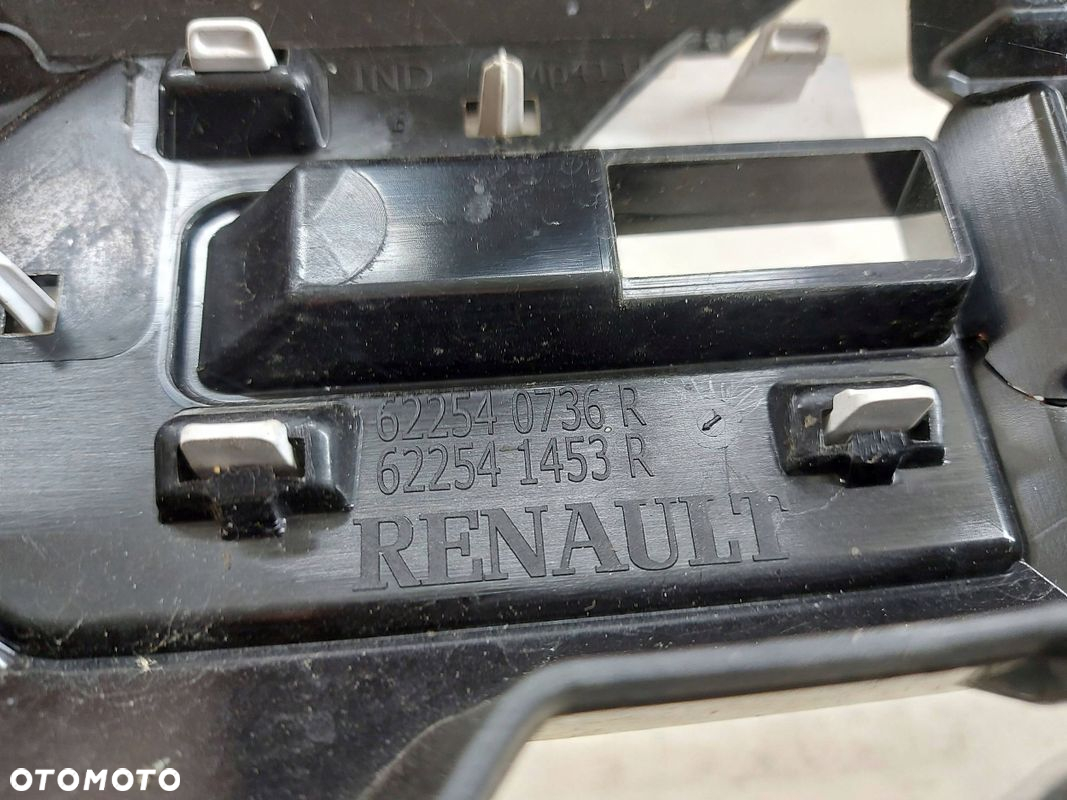 IND
62254 0736 R
62254 1453 R
RENAULT
OTOMOTO